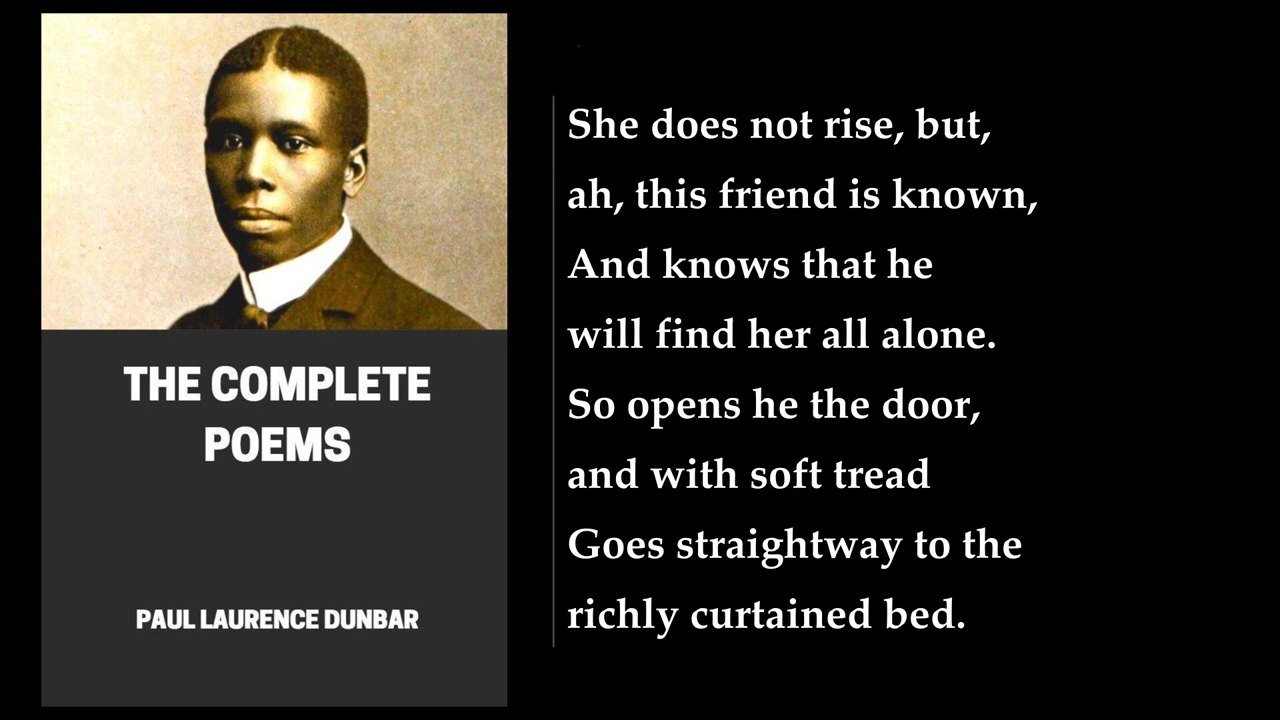 THE COMPLETE
POEMS
PAUL LAURENCE DUNBAR
She does not rise, but,
ah, this friend is known,
And knows that he
will find her all alone.
So opens he the door,
and with soft tread
Goes straightway to the
richly curtained bed.